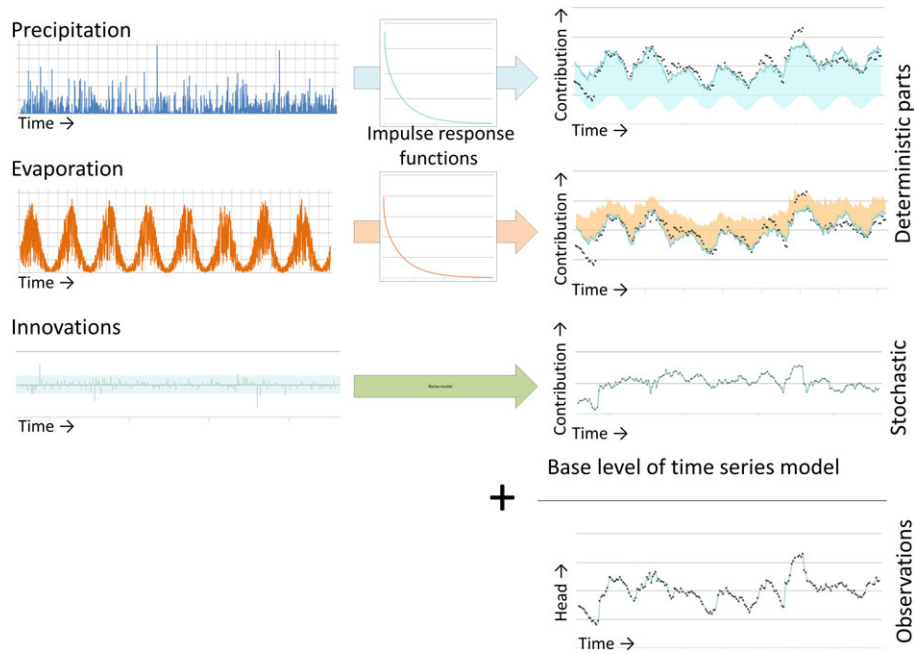 Precipitation
Time →
Impulse response
functions
Contribution →
Time →
Deterministic parts
Evaporation
Time →
Contribution →
Time →
Innovations
Time →
Noise model
Contribution →
Time →
Stochastic
Base level of time series model
+
Head →
Time →
Observations